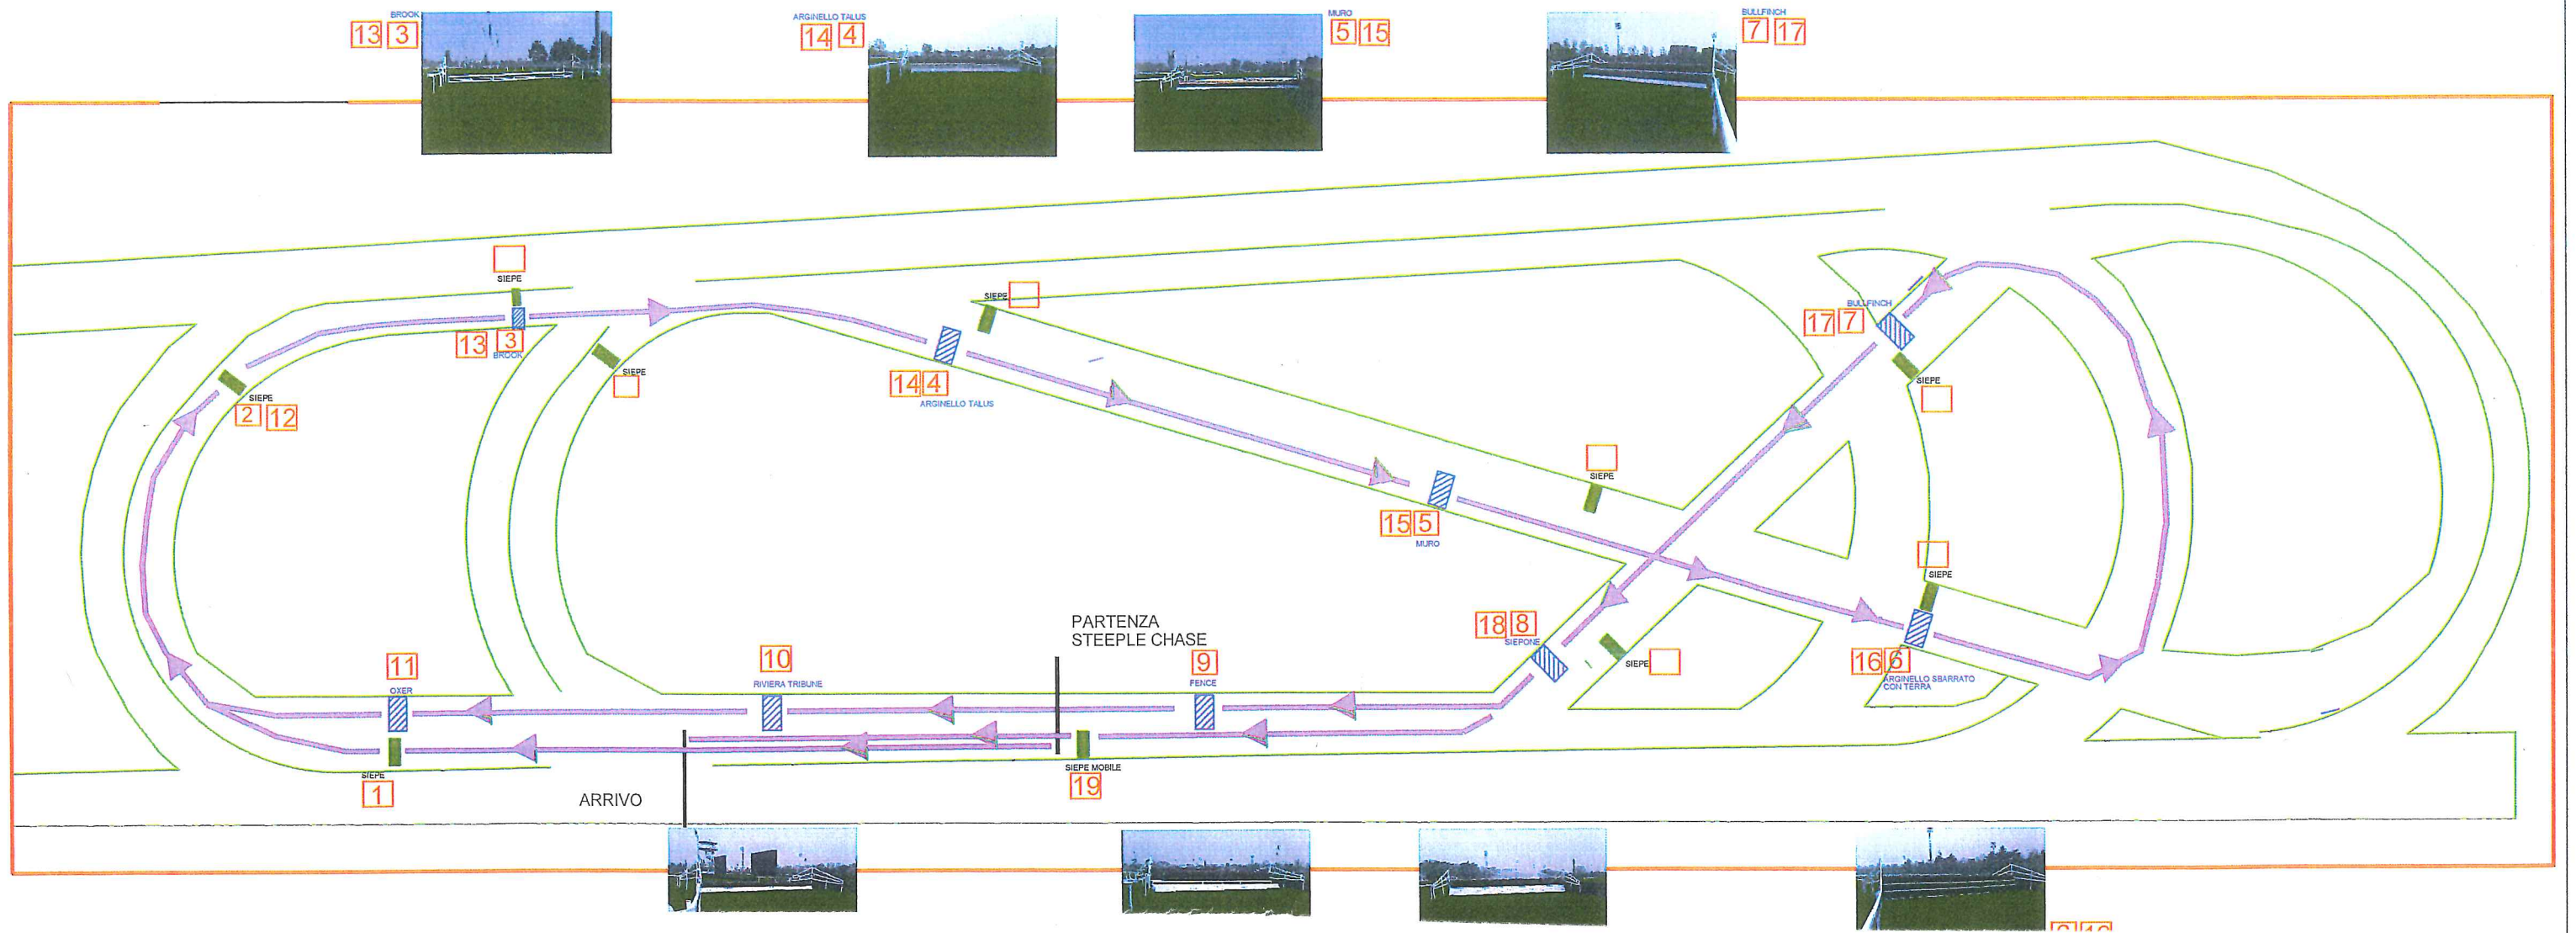 BROOK
13 3
ARGINELLO TALUS
14 4
MURO
5 15
BULLFINCH
7 17
SIEPE
SIEPE
BULLFINCH
17 7
13 3
BROOK
SIEPE
SIEPE
SIEPE
2 12
14 4
ARGINELLO TALUS
SIEPE
15 5
MURO
SIEPE
PARTENZA
STEEPLE CHASE
18 8
SIEPONE
SIEPE
16 6
ARGINELLO SBARRATO
CON TERRA
11
OXER
10
RIVIERA TRIBUNE
9
FENCE
SIEPE
1
ARRIVO
SIEPE MOBILE
19